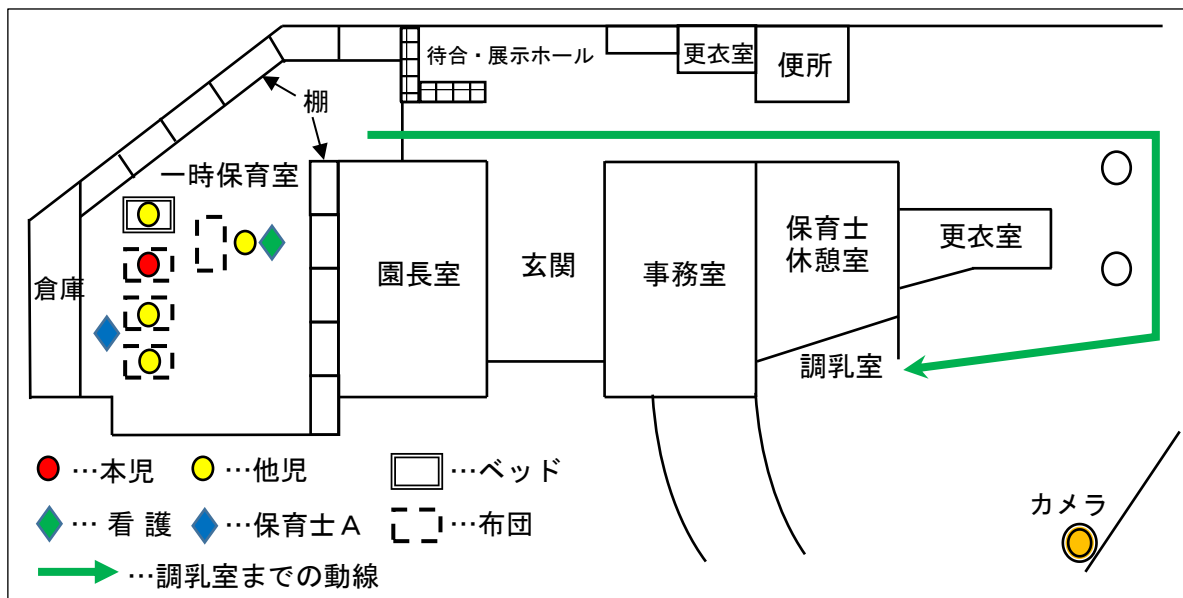 待合・展示ホール
更衣室
便所
棚
一時保育室
倉庫
園長室
玄関
事務室
保育士
休憩室
更衣室
調乳室
…本児
…他児
…ベッド
… 看 護
…保育士A
…布団
…調乳室までの動線
カメラ